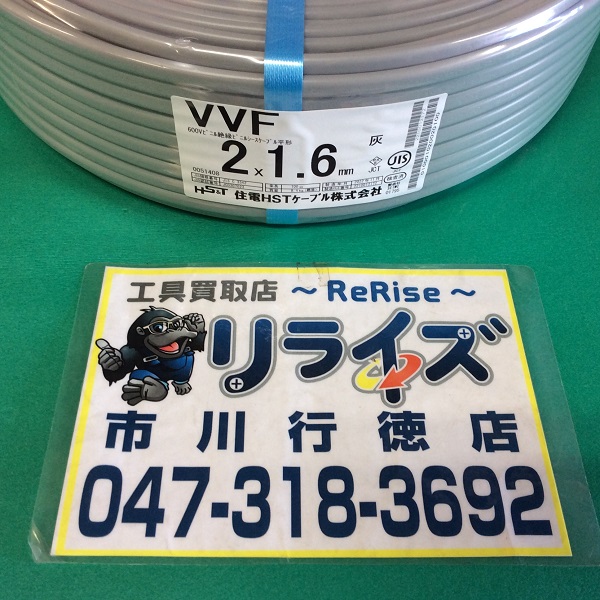 VVF
600Vビニル絶縁ビニルシースケーブル平形
灰
2×1.6mm
JCT
JIS
0051408
HS&T 住電HSTケーブル株式会社
工具買取店 ～ReRise～
リライズ
市川行徳店
047-318-3692